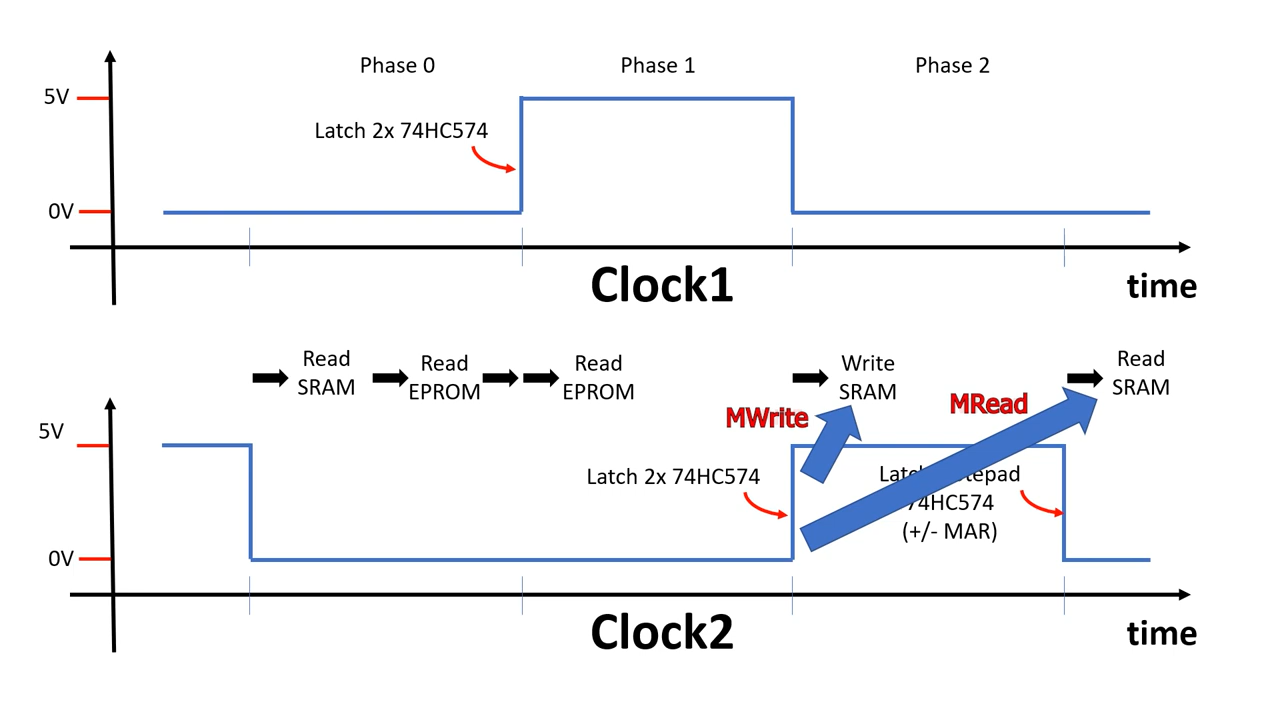 Phase 0
Phase 1
Phase 2
5V
Latch 2x 74HC574
0V
Clock1
time
Read
SRAM
Read
EPROM
Read
EPROM
Write
SRAM
Read
SRAM
MWrite
MRead
5V
Latch 2x 74HC574
74HC574
(+/- MAR)
0V
Clock2
time